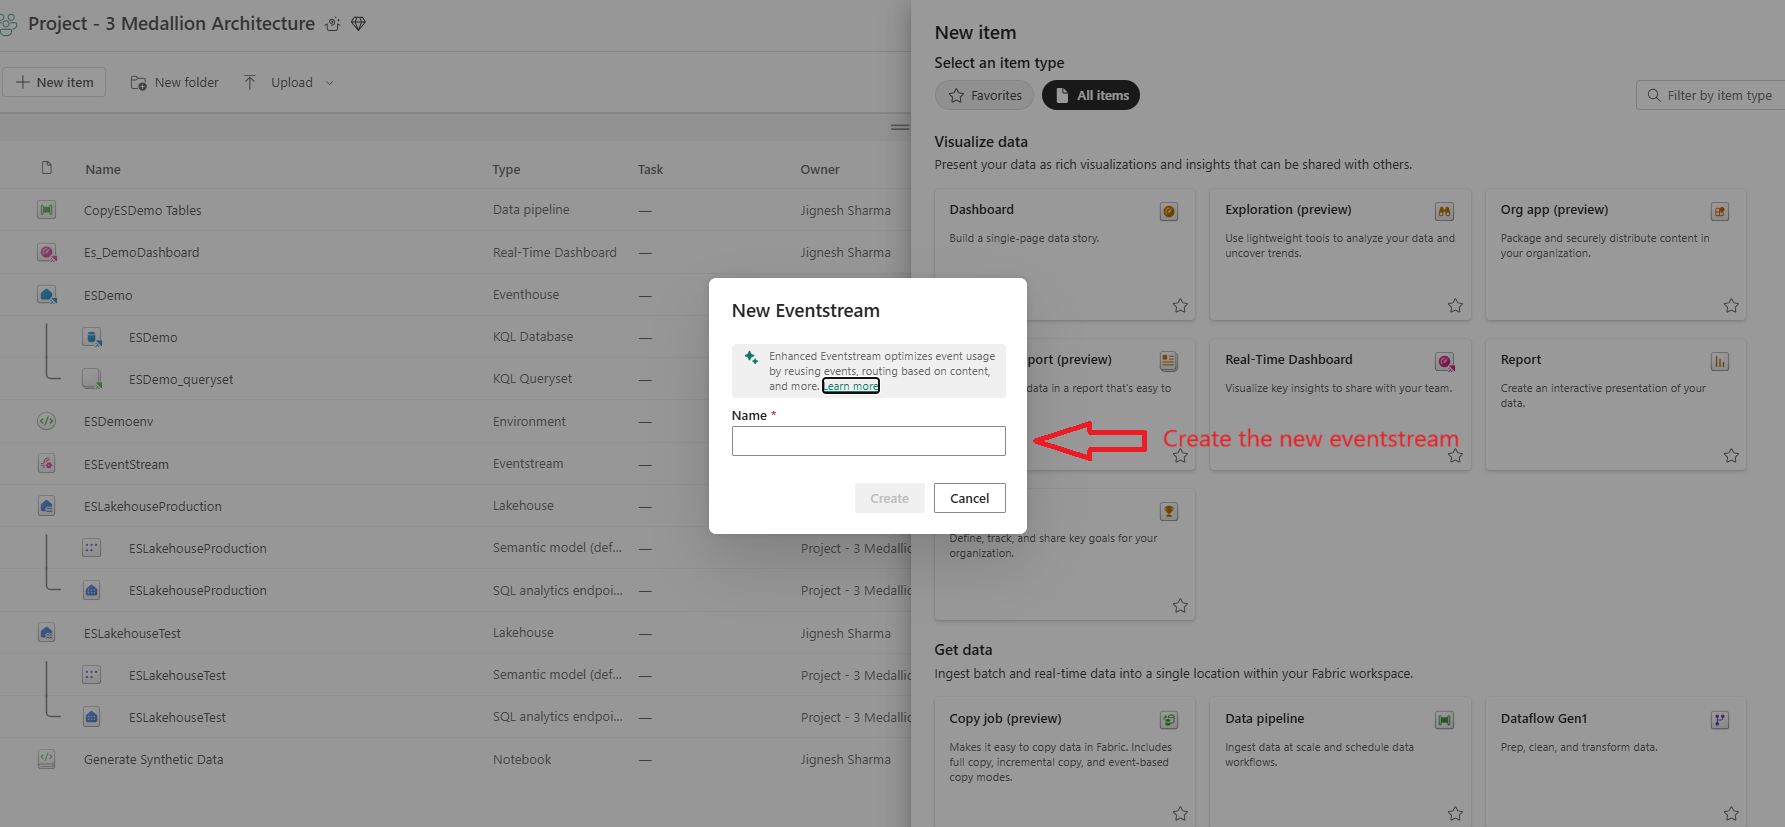 Project - 3 Medallion Architecture
New item
New folder
Upload
Name Type Task Owner
CopyESDemo Tables Data pipeline — Jignesh Sharma
Es_DemoDashboard Real-Time Dashboard — Jignesh Sharma
ESDemo Eventhouse —
ESDemo KQL Database —
ESDemo_queryset KQL Queryset —
ESDemoenv Environment —
ESEventStream Eventstream —
ESLakehouseProduction Lakehouse —
ESLakehouseProduction Semantic model (def... — Project - 3 Medallic
ESLakehouseProduction SQL analytics endpoi... — Project - 3 Medallic
ESLakehouseTest Lakehouse — Jignesh Sharma
ESLakehouseTest Semantic model (def... — Project - 3 Medallic
ESLakehouseTest SQL analytics endpoi... — Project - 3 Medallic
Generate Synthetic Data Notebook — Jignesh Sharma
New Eventstream
Enhanced Eventstream optimizes event usage
by reusing events, routing based on content,
and more. Learn more
Name *
Create
Cancel
Create the new eventstream
New item
Select an item type
Favorites
All items
Filter by item type
Visualize data
Present your data as rich visualizations and insights that can be shared with others.
Dashboard
Build a single-page data story.
Exploration (preview)
Use lightweight tools to analyze your data and
uncover trends.
Org app (preview)
Package and securely distribute content in
your organization.
port (preview)
data in a report that's easy to
Real-Time Dashboard
Visualize key insights to share with your team.
Report
Create an interactive presentation of your
data.
Define, track, and share key goals for your
organization.
Get data
Ingest batch and real-time data into a single location within your Fabric workspace.
Copy job (preview)
Makes it easy to copy data in Fabric. Includes
full copy, incremental copy, and event-based
copy modes.
Data pipeline
Ingest data at scale and schedule data
workflows.
Dataflow Gen1
Prep, clean, and transform data.